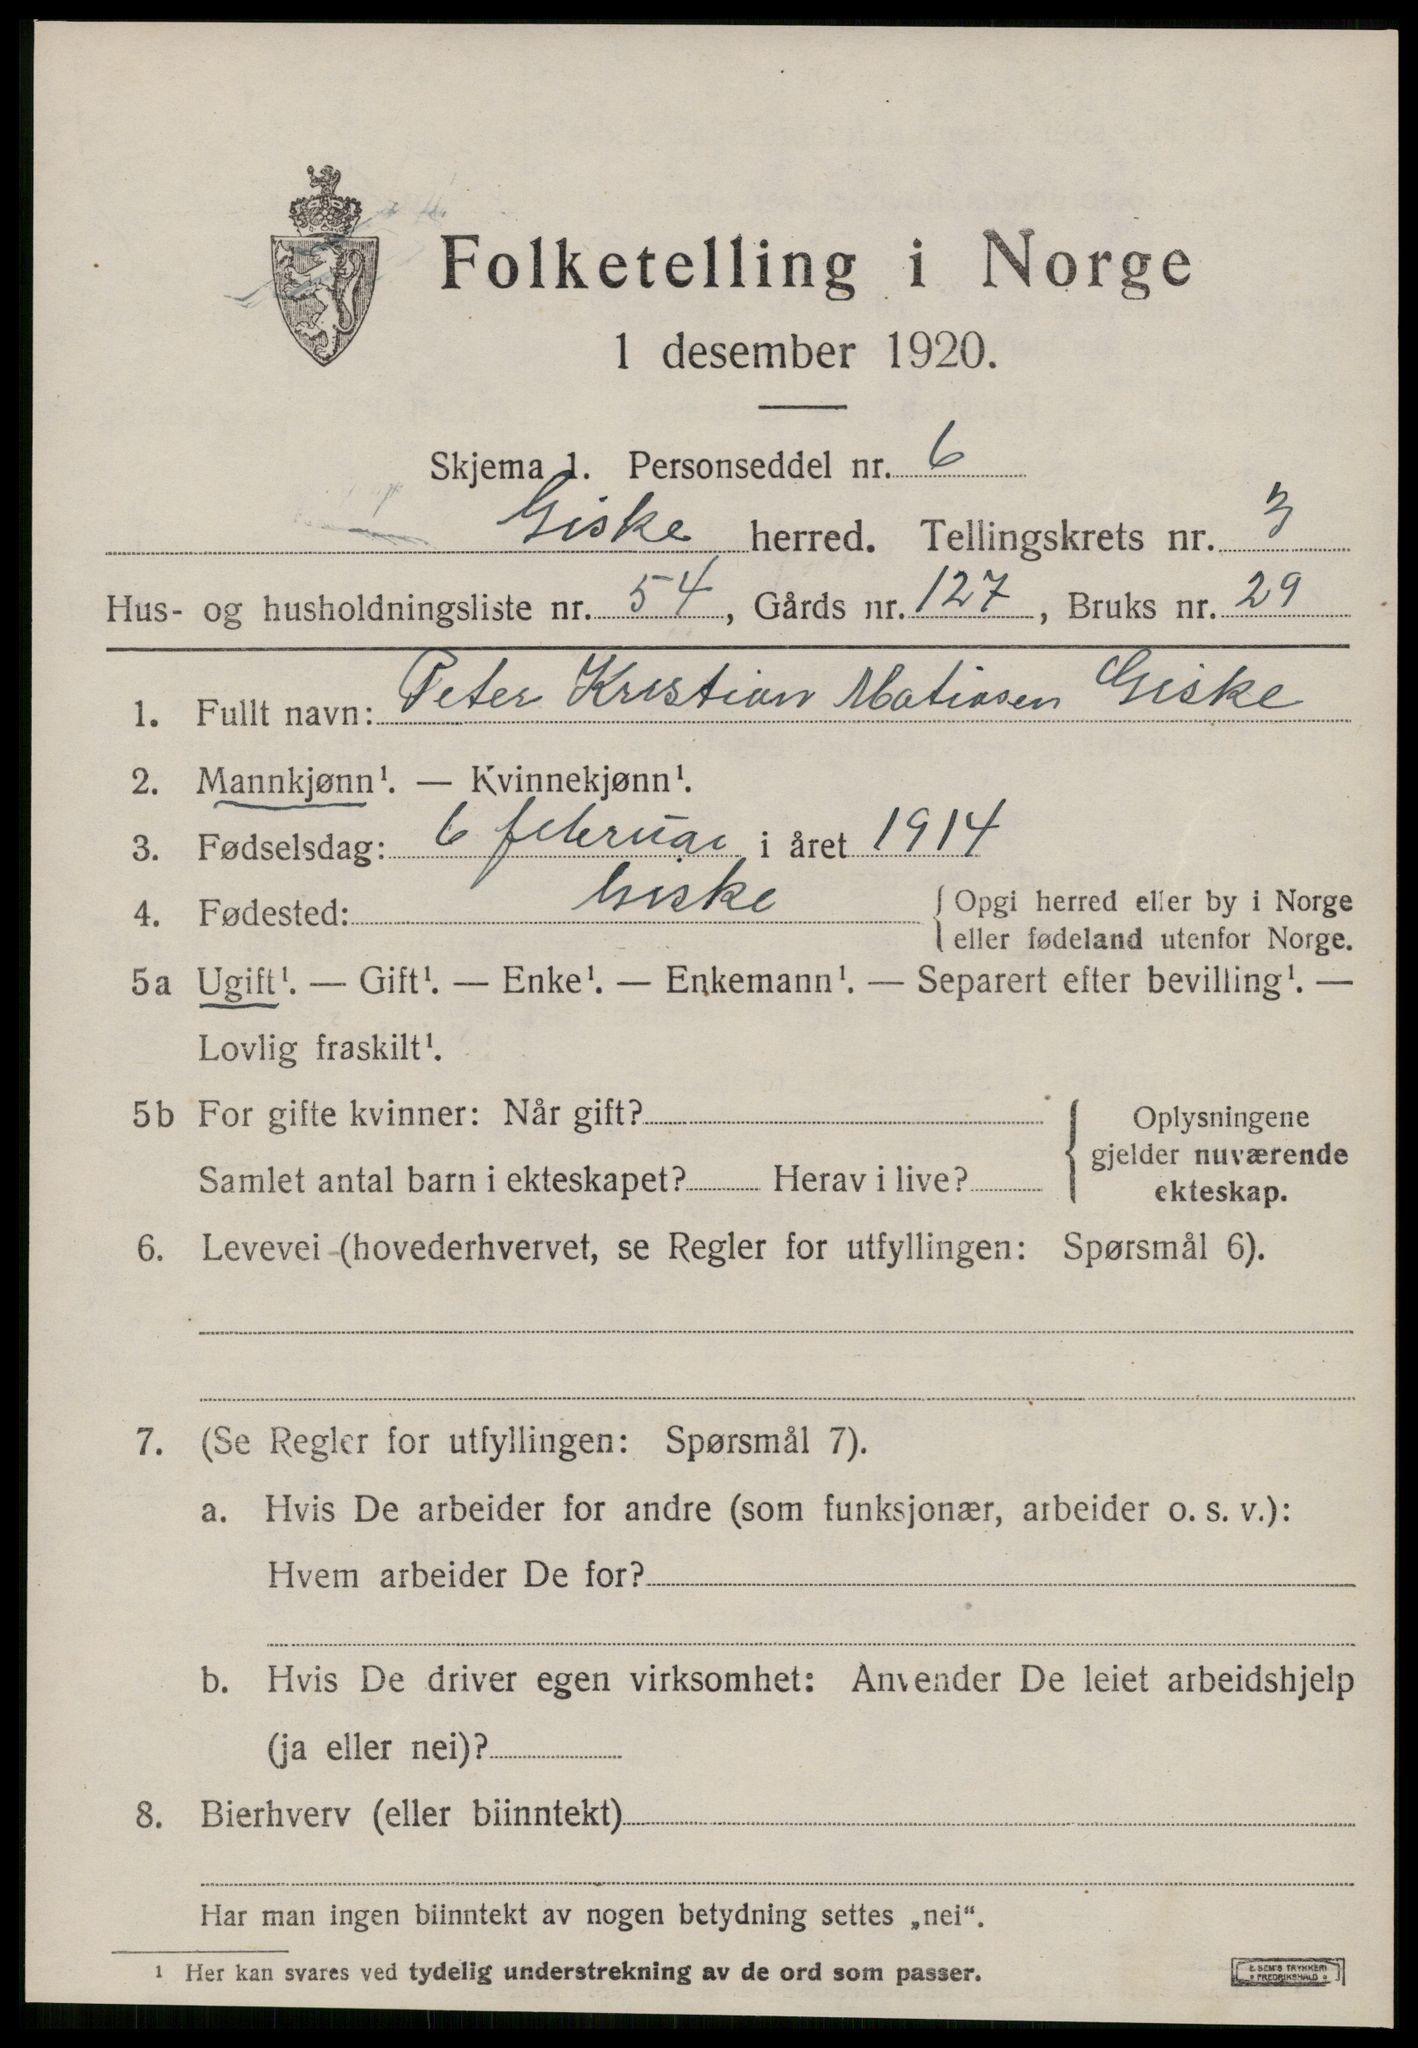 Folketelling i Norge
1 desember 1920.
Skjema 1. Personseddel nr. 6
Giske herred. Tellingskrets nr. 3
Hus- og husholdningsliste nr. 54, Gårds nr. 127, Bruks nr. 29
1. Fullt navn: Peter Kristian Matiasen Giske
2. Mannkjønn¹. — Kvinnekjønn¹.
3. Fødselsdag: 6 februar i året 1914
4. Fødested: Giske { Opgi herred eller by i Norge
eller fødeland utenfor Norge.
5a Ugift¹. — Gift¹. — Enke¹. — Enkemann¹. — Separert efter bevilling¹. —
Lovlig fraskilt¹.
5b For gifte kvinner: Når gift?
Samlet antal barn i ekteskapet? Herav i live?
{ Oplysningene
gjelder nuværende
ekteskap.
6. Levevei (hovederhvervet, se Regler for utfyllingen: Spørsmål 6).
7. (Se Regler for utfyllingen: Spørsmål 7).
a. Hvis De arbeider for andre (som funksjonær, arbeider o. s. v.):
Hvem arbeider De for?
b. Hvis De driver egen virksomhet: Anvender De leiet arbeidshjelp
(ja eller nei)?
8. Bierhverv (eller biinntekt)
Har man ingen biinntekt av nogen betydning settes „nei“.
¹ Her kan svares ved tydelig understrekning av de ord som passer.
E. SEM'S TRYKKERI
FREDRIKSHALD